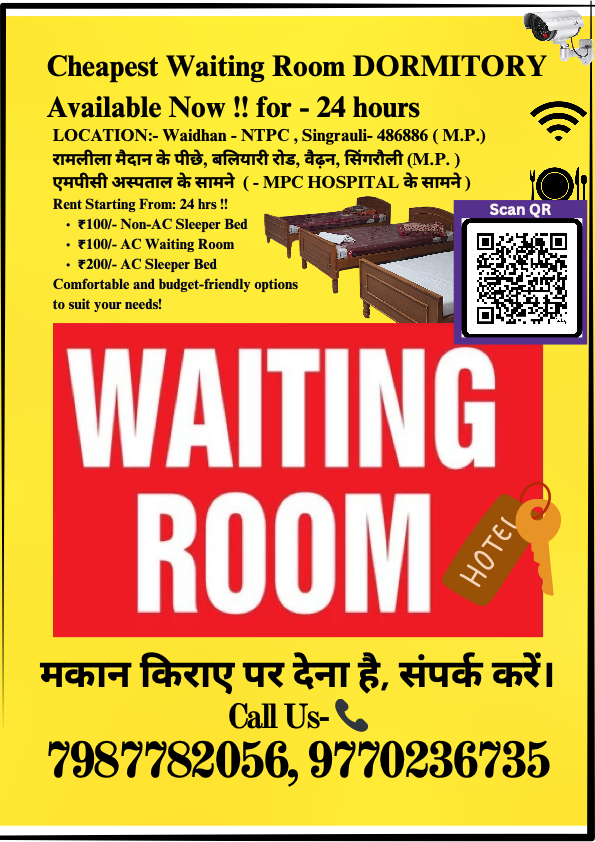 Cheapest Waiting Room DORMITORY
Available Now !! for - 24 hours
LOCATION:- Waidhan - NTPC , Singrauli- 486886 ( M.P.)
रामलीला मैदान के पीछे, बलियारी रोड, वैढ़न, सिंगरौली (M.P. )
एमपीसी अस्पताल के सामने ( - MPC HOSPITAL के सामने )
Rent Starting From: 24 hrs !!
• ₹100/- Non-AC Sleeper Bed
• ₹100/- AC Waiting Room
• ₹200/- AC Sleeper Bed
Comfortable and budget-friendly options
to suit your needs!
Scan QR
WAITING
ROOM
HOTEL
मकान किराए पर देना है, संपर्क करें।
Call Us-
7987782056, 9770236735